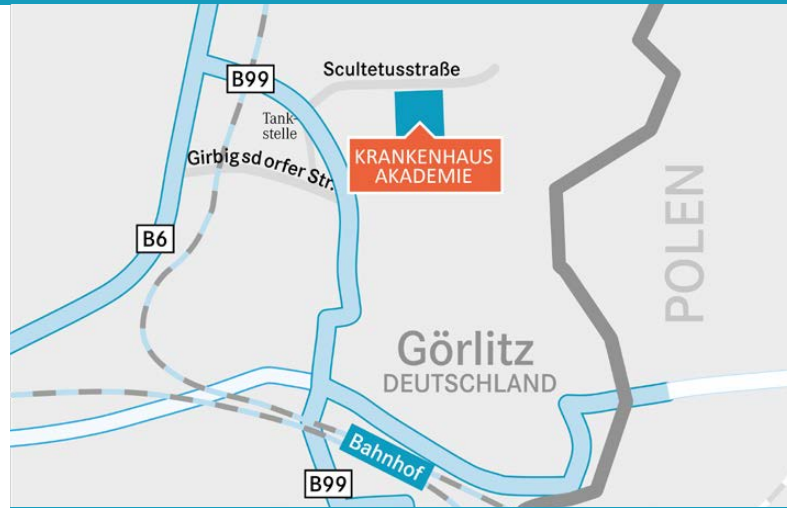 Scultetusstraße
B99
Tank-
stelle
KRANKENHAUS
AKADEMIE
Girbigsdorfer Str.
B6
POLEN
Görlitz
DEUTSCHLAND
Bahnhof
B99